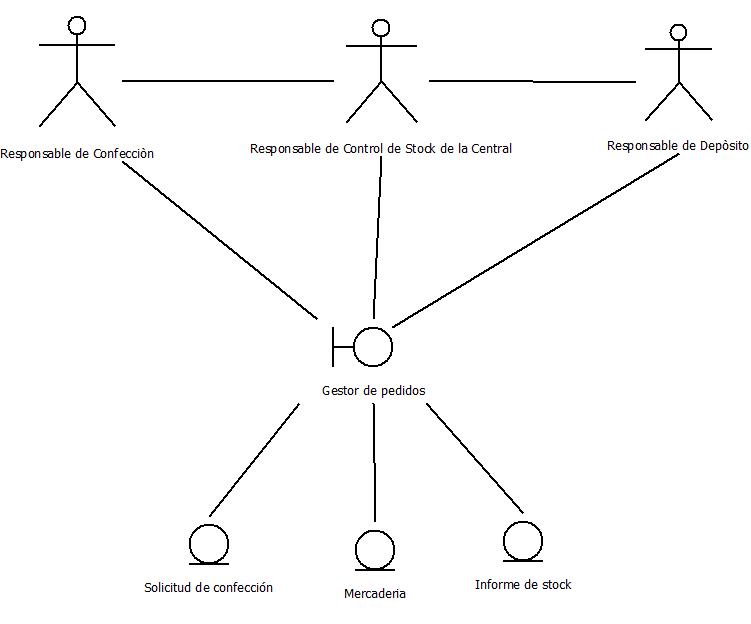 Responsable de Confecciòn
Responsable de Control de Stock de la Central
Responsable de Depòsito
Gestor de pedidos
Solicitud de confección
Mercaderia
Informe de stock